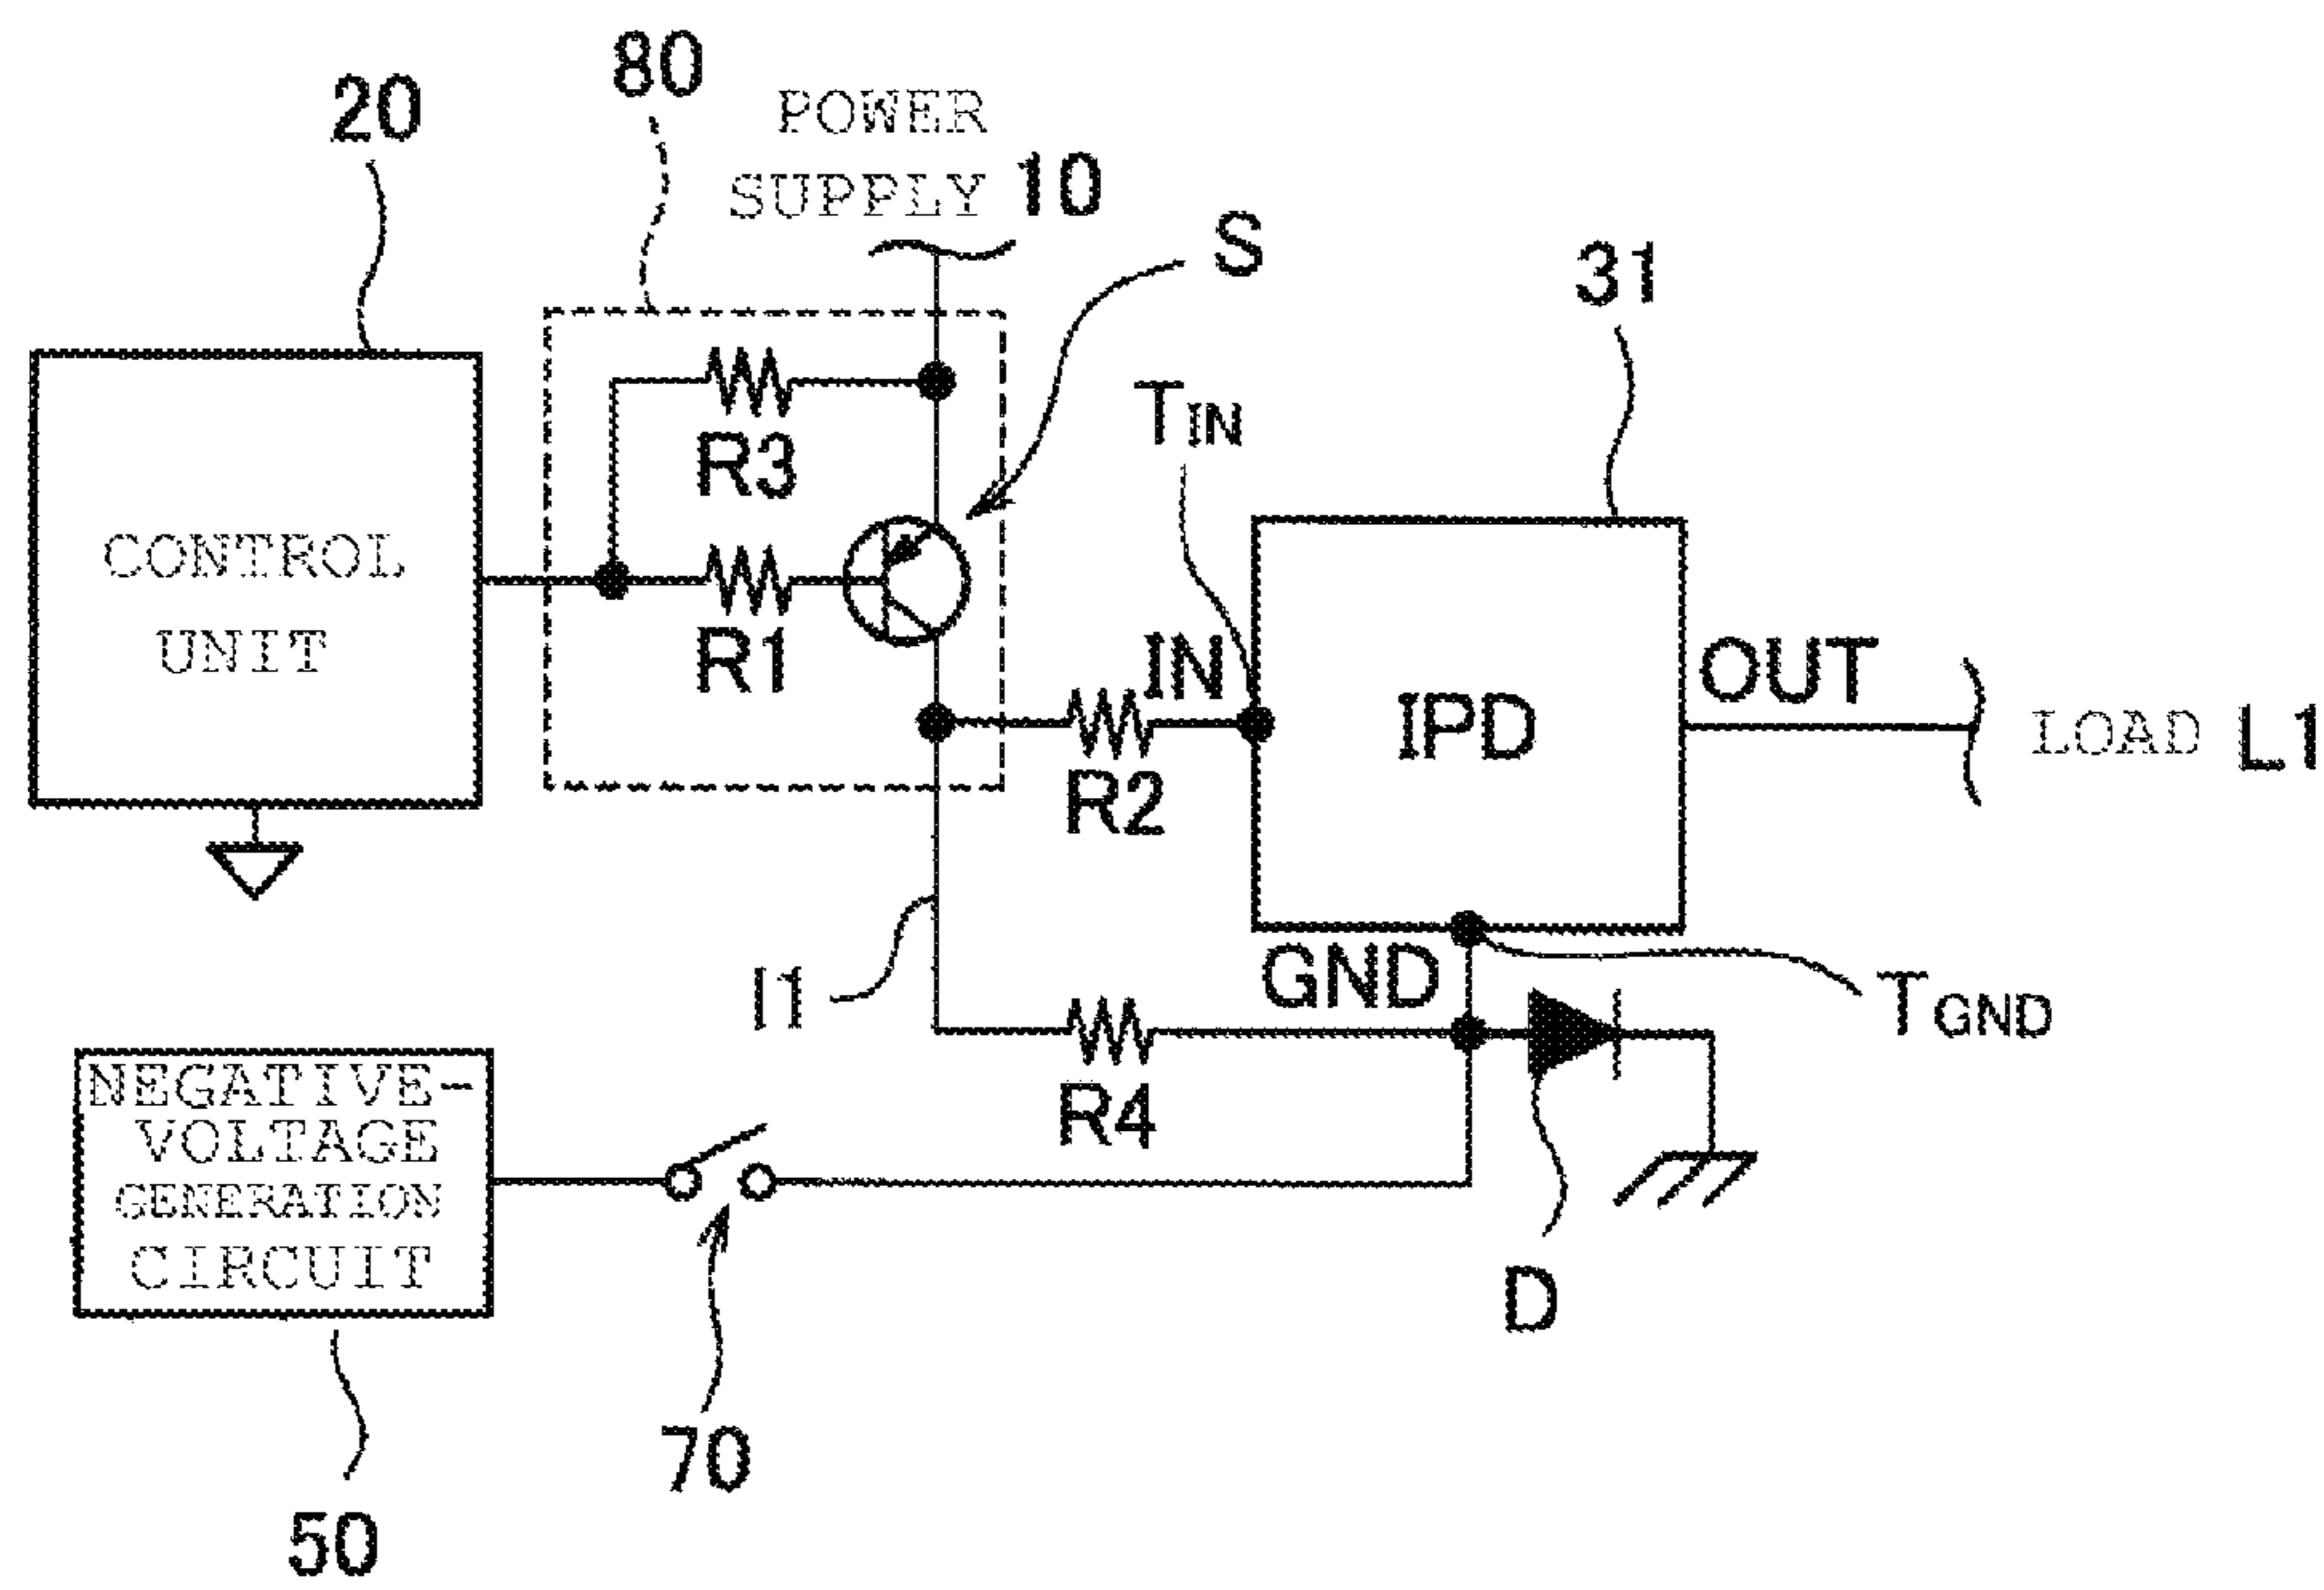 20
80
POWER
SUPPLY 10
S
31
TIN
R3
CONTROL
UNIT
R1
IN
IPD
OUT
LOAD L1
R2
GND
TGND
l1
R4
NEGATIVE-
VOLTAGE
GENERATION
CIRCUIT
D
70
50